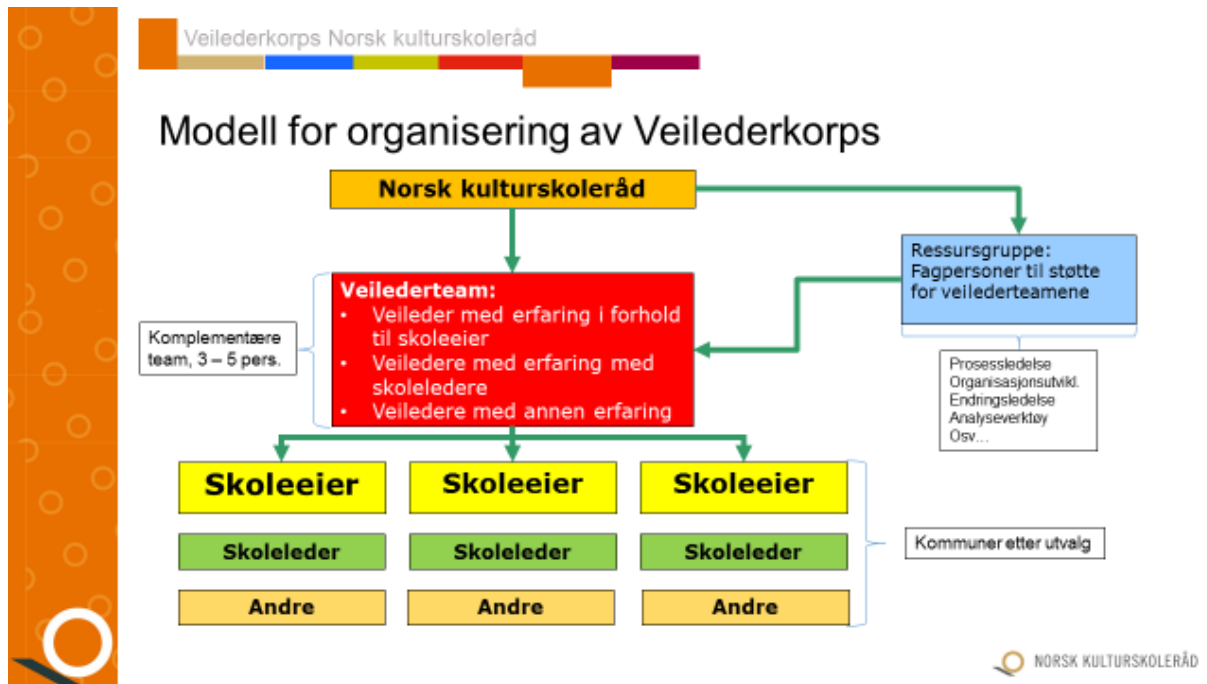 Veilederkorps Norsk kulturskoleråd
Modell for organisering av Veilederkorps
Norsk kulturskoleråd
Ressursgruppe:
Fagpersoner til støtte
for veilederteamene
Veilederteam:
• Veileder med erfaring i forhold
til skoleeier
• Veiledere med erfaring med
skoleledere
• Veiledere med annen erfaring
Komplementære
team, 3 – 5 pers.
Prosessledelse
Organisasjonsutvikl.
Endringsledelse
Analyseverktøy
Osv...
Skoleeier Skoleeier Skoleeier
Skoleleder Skoleleder Skoleleder
Andre Andre Andre
Kommuner etter utvalg
NORSK KULTURSKOLERÅD